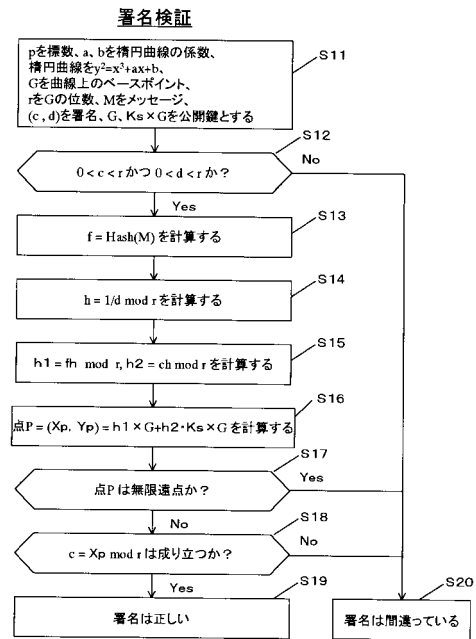 署名検証
S11
pを標数、a、bを楕円曲線の係数、
楕円曲線をy²=x³+ax+b、
Gを曲線上のベースポイント、
rをGの位数、Mをメッセージ、
(c , d)を署名、G、Ks×Gを公開鍵とする
S12
0 < c < r かつ 0 < d < r か？
No
Yes
S13
f = Hash(M) を計算する
S14
h = 1/d mod r を計算する
S15
h1 = fh mod r, h2 = ch mod r を計算する
S16
点P = (Xp, Yp) = h1 × G+h2・Ks × G を計算する
S17
点Pは無限遠点か？
Yes
No
S18
c = Xp mod r は成り立つか？
No
Yes
S19
署名は正しい
S20
署名は間違っている